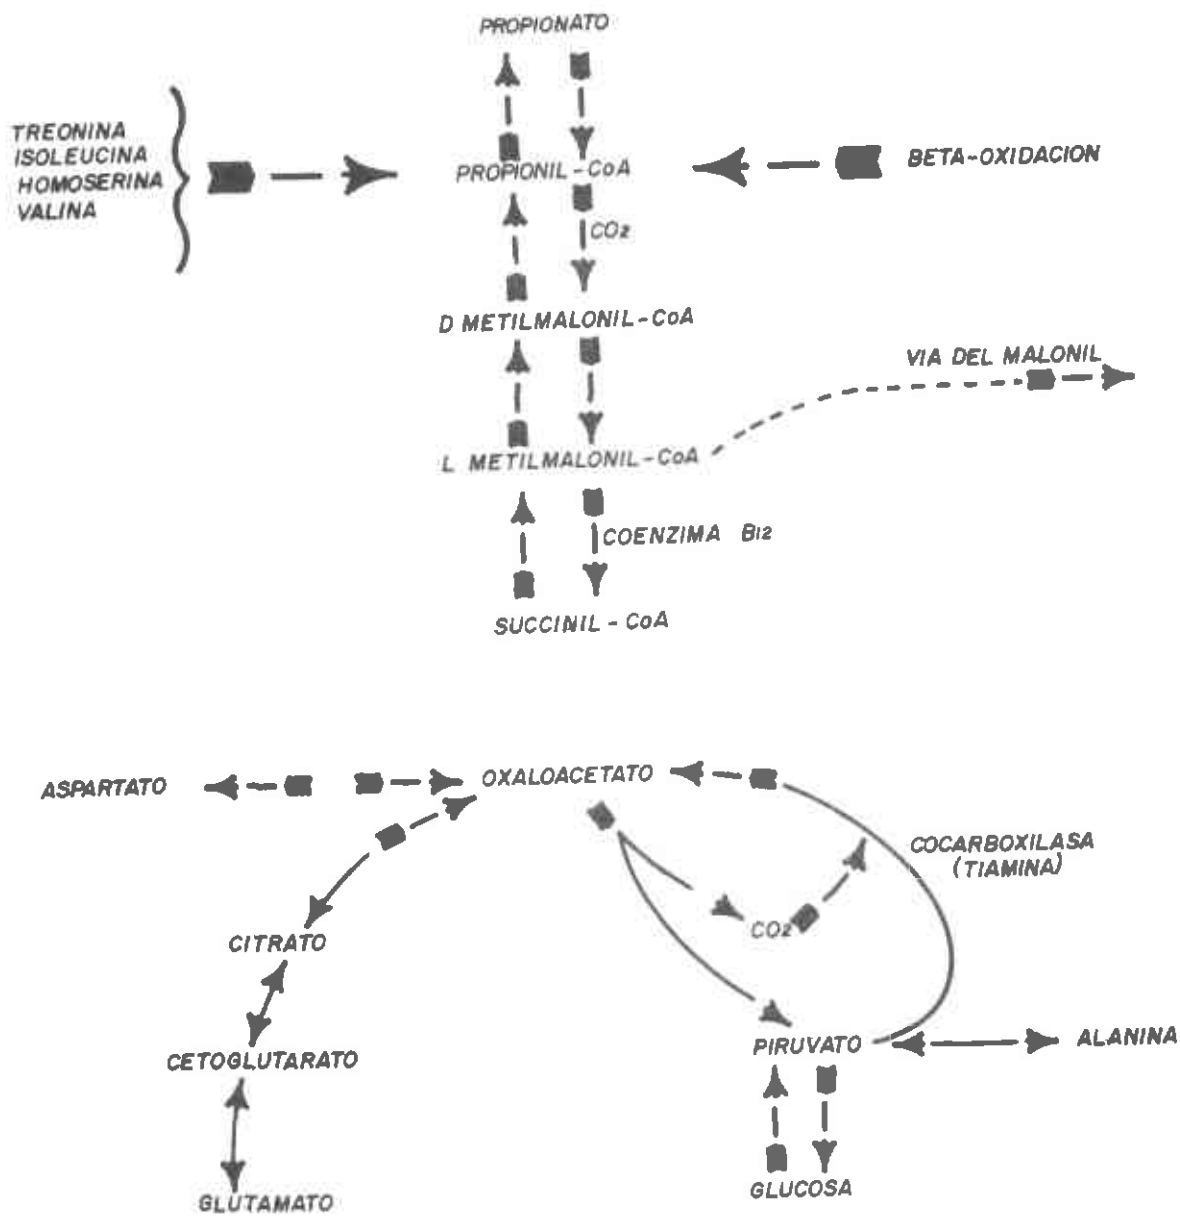 PROPIONATO
TREONINA
ISOLEUCINA
HOMOSERINA
VALINA
PROPIONIL-CoA
BETA-OXIDACION
CO2
D METILMALONIL-CoA
VIA DEL MALONIL
L METILMALONIL-CoA
COENZIMA B12
SUCCINIL-CoA
ASPARTATO
OXALOACETATO
COCARBOXILASA
(TIAMINA)
CO2
CITRATO
CETOGLUTARATO
PIRUVATO
ALANINA
GLUTAMATO
GLUCOSA